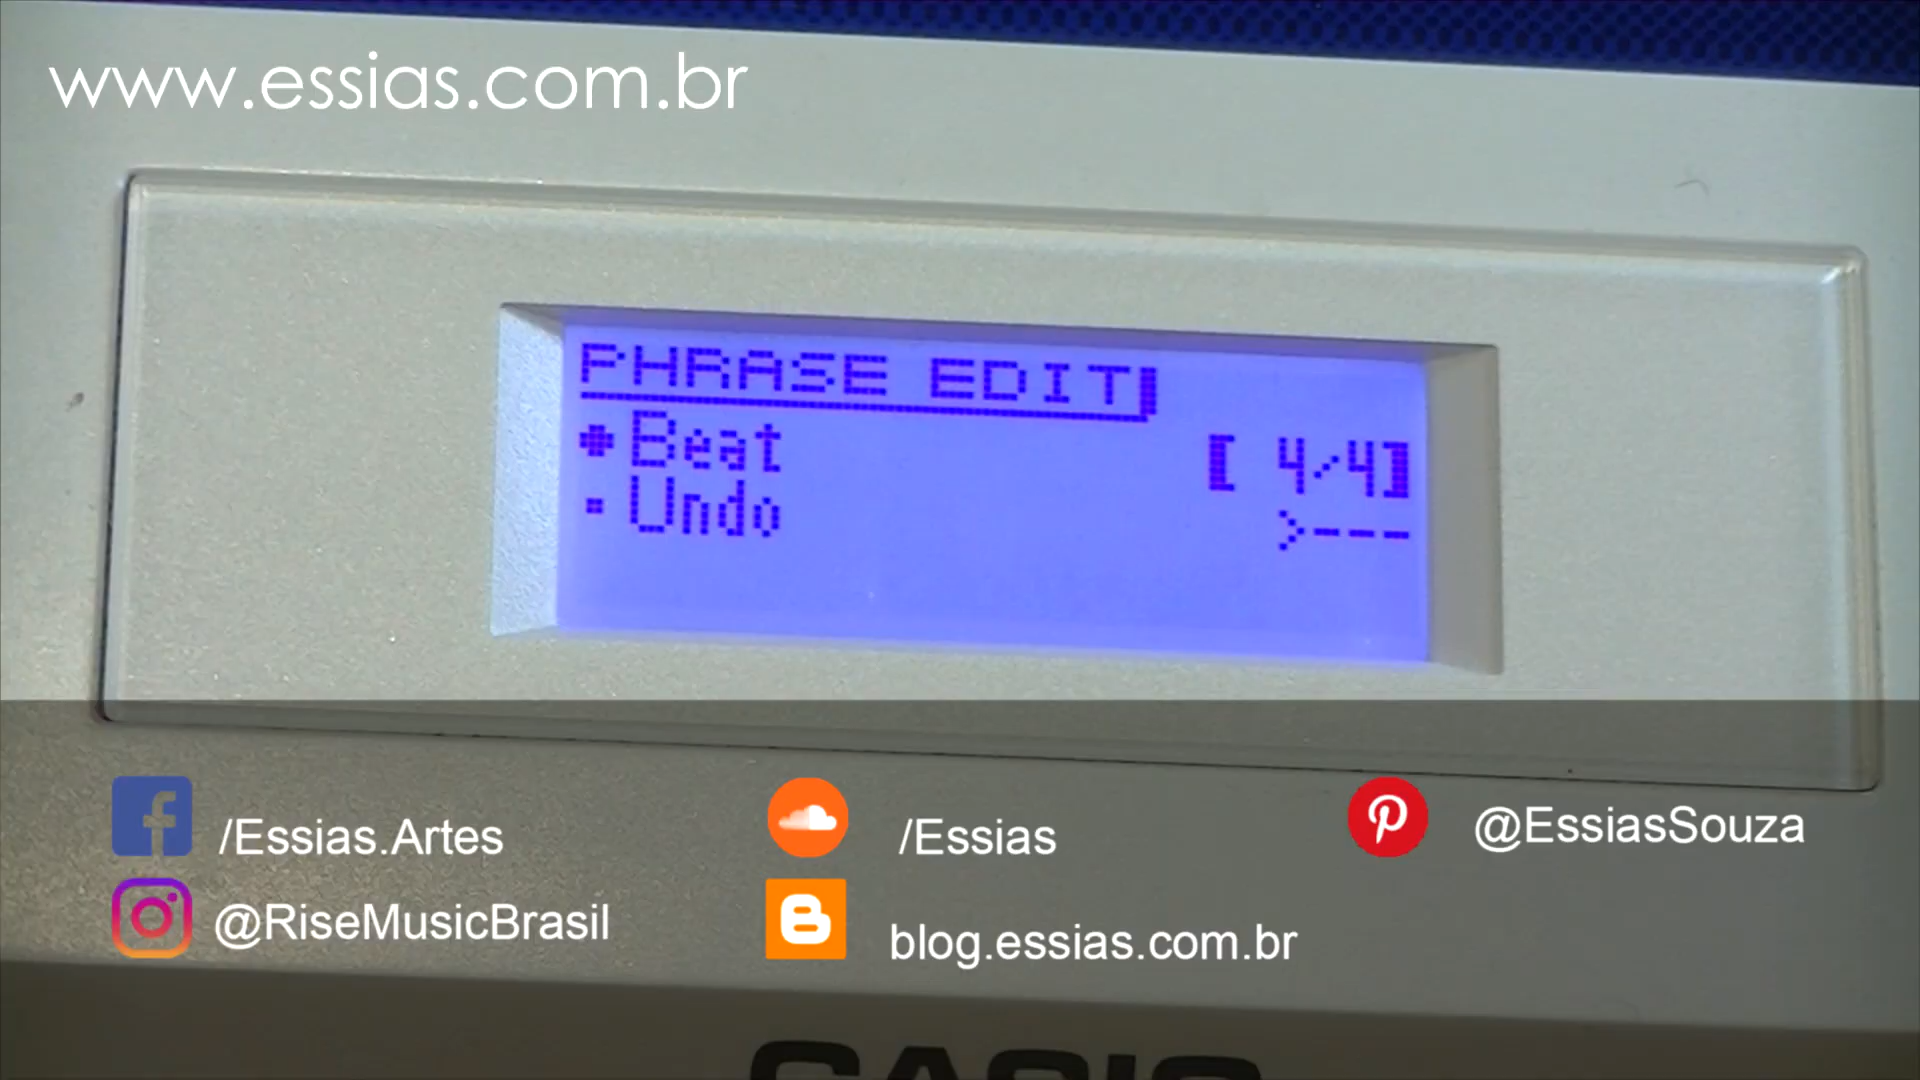 www.essias.com.br
PHRASE EDIT
Beat [ 4/4]
Undo >---
/Essias.Artes
/Essias
@EssiasSouza
@RiseMusicBrasil
blog.essias.com.br
CASIO